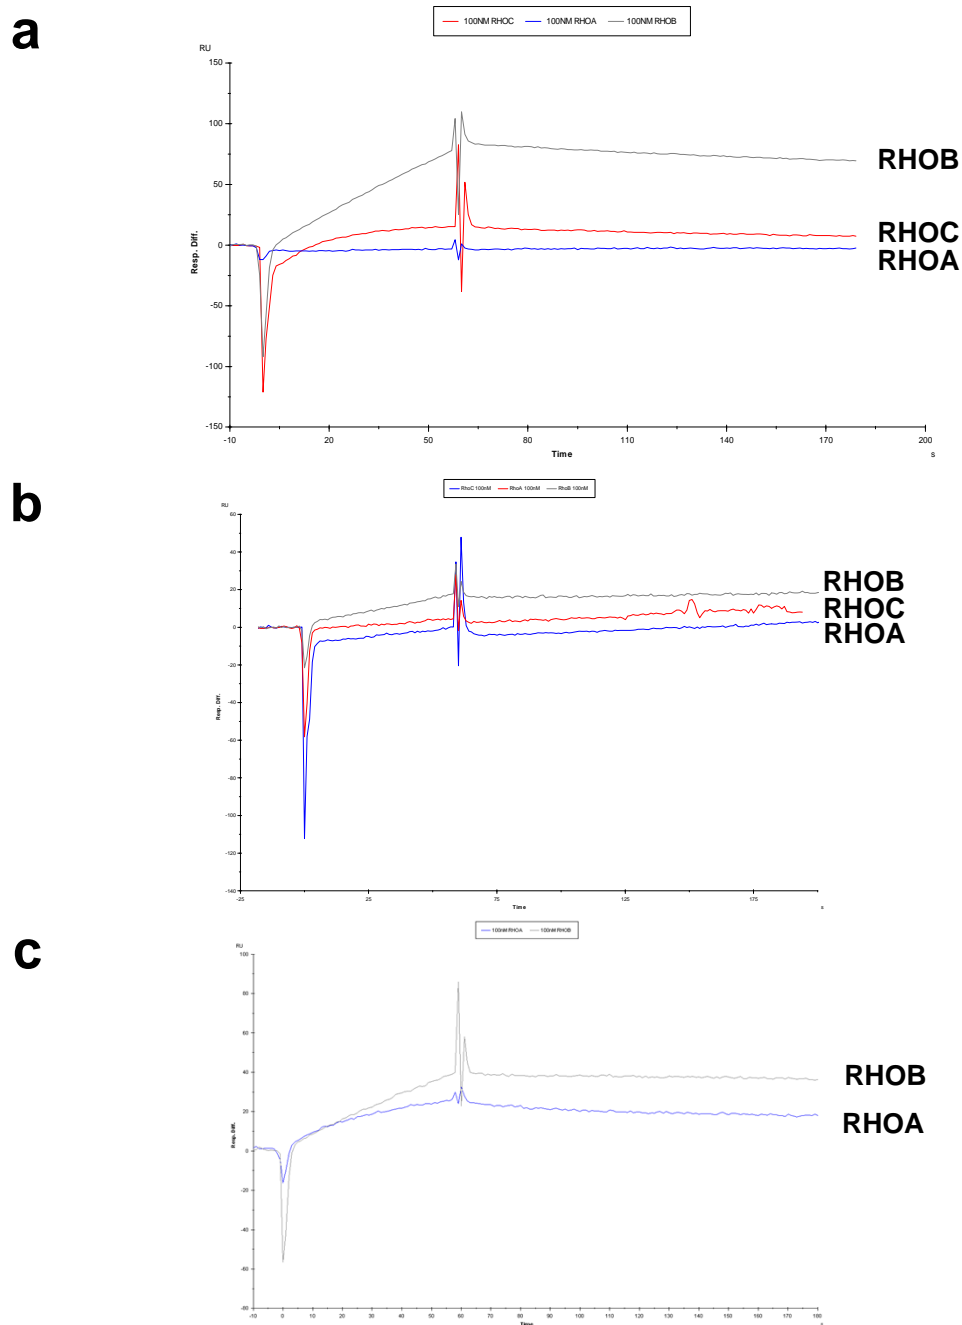 a
100NM RHOC 100NM RHOA 100NM RHOB
RU
150
100
50
0
-50
-100
-150
Resp. Diff.
-10 20 50 80 110 140 170 200
Time s
RHOB
RHOC
RHOA
b
RhoC 100nM RhoA 100nM RhoB 100nM
RU
60
40
20
0
-20
-40
-60
-80
-100
-120
-140
Resp. Diff.
-25 25 75 125 175
Time s
RHOB
RHOC
RHOA
c
100nM RHOA 100nM RHOB
RU
100
80
60
40
20
0
-20
-40
-60
-80
Resp. Diff.
-10 0 10 20 30 40 50 60 70 80 90 100 110 120 130 140 150 160 170 180
Time s
RHOB
RHOA